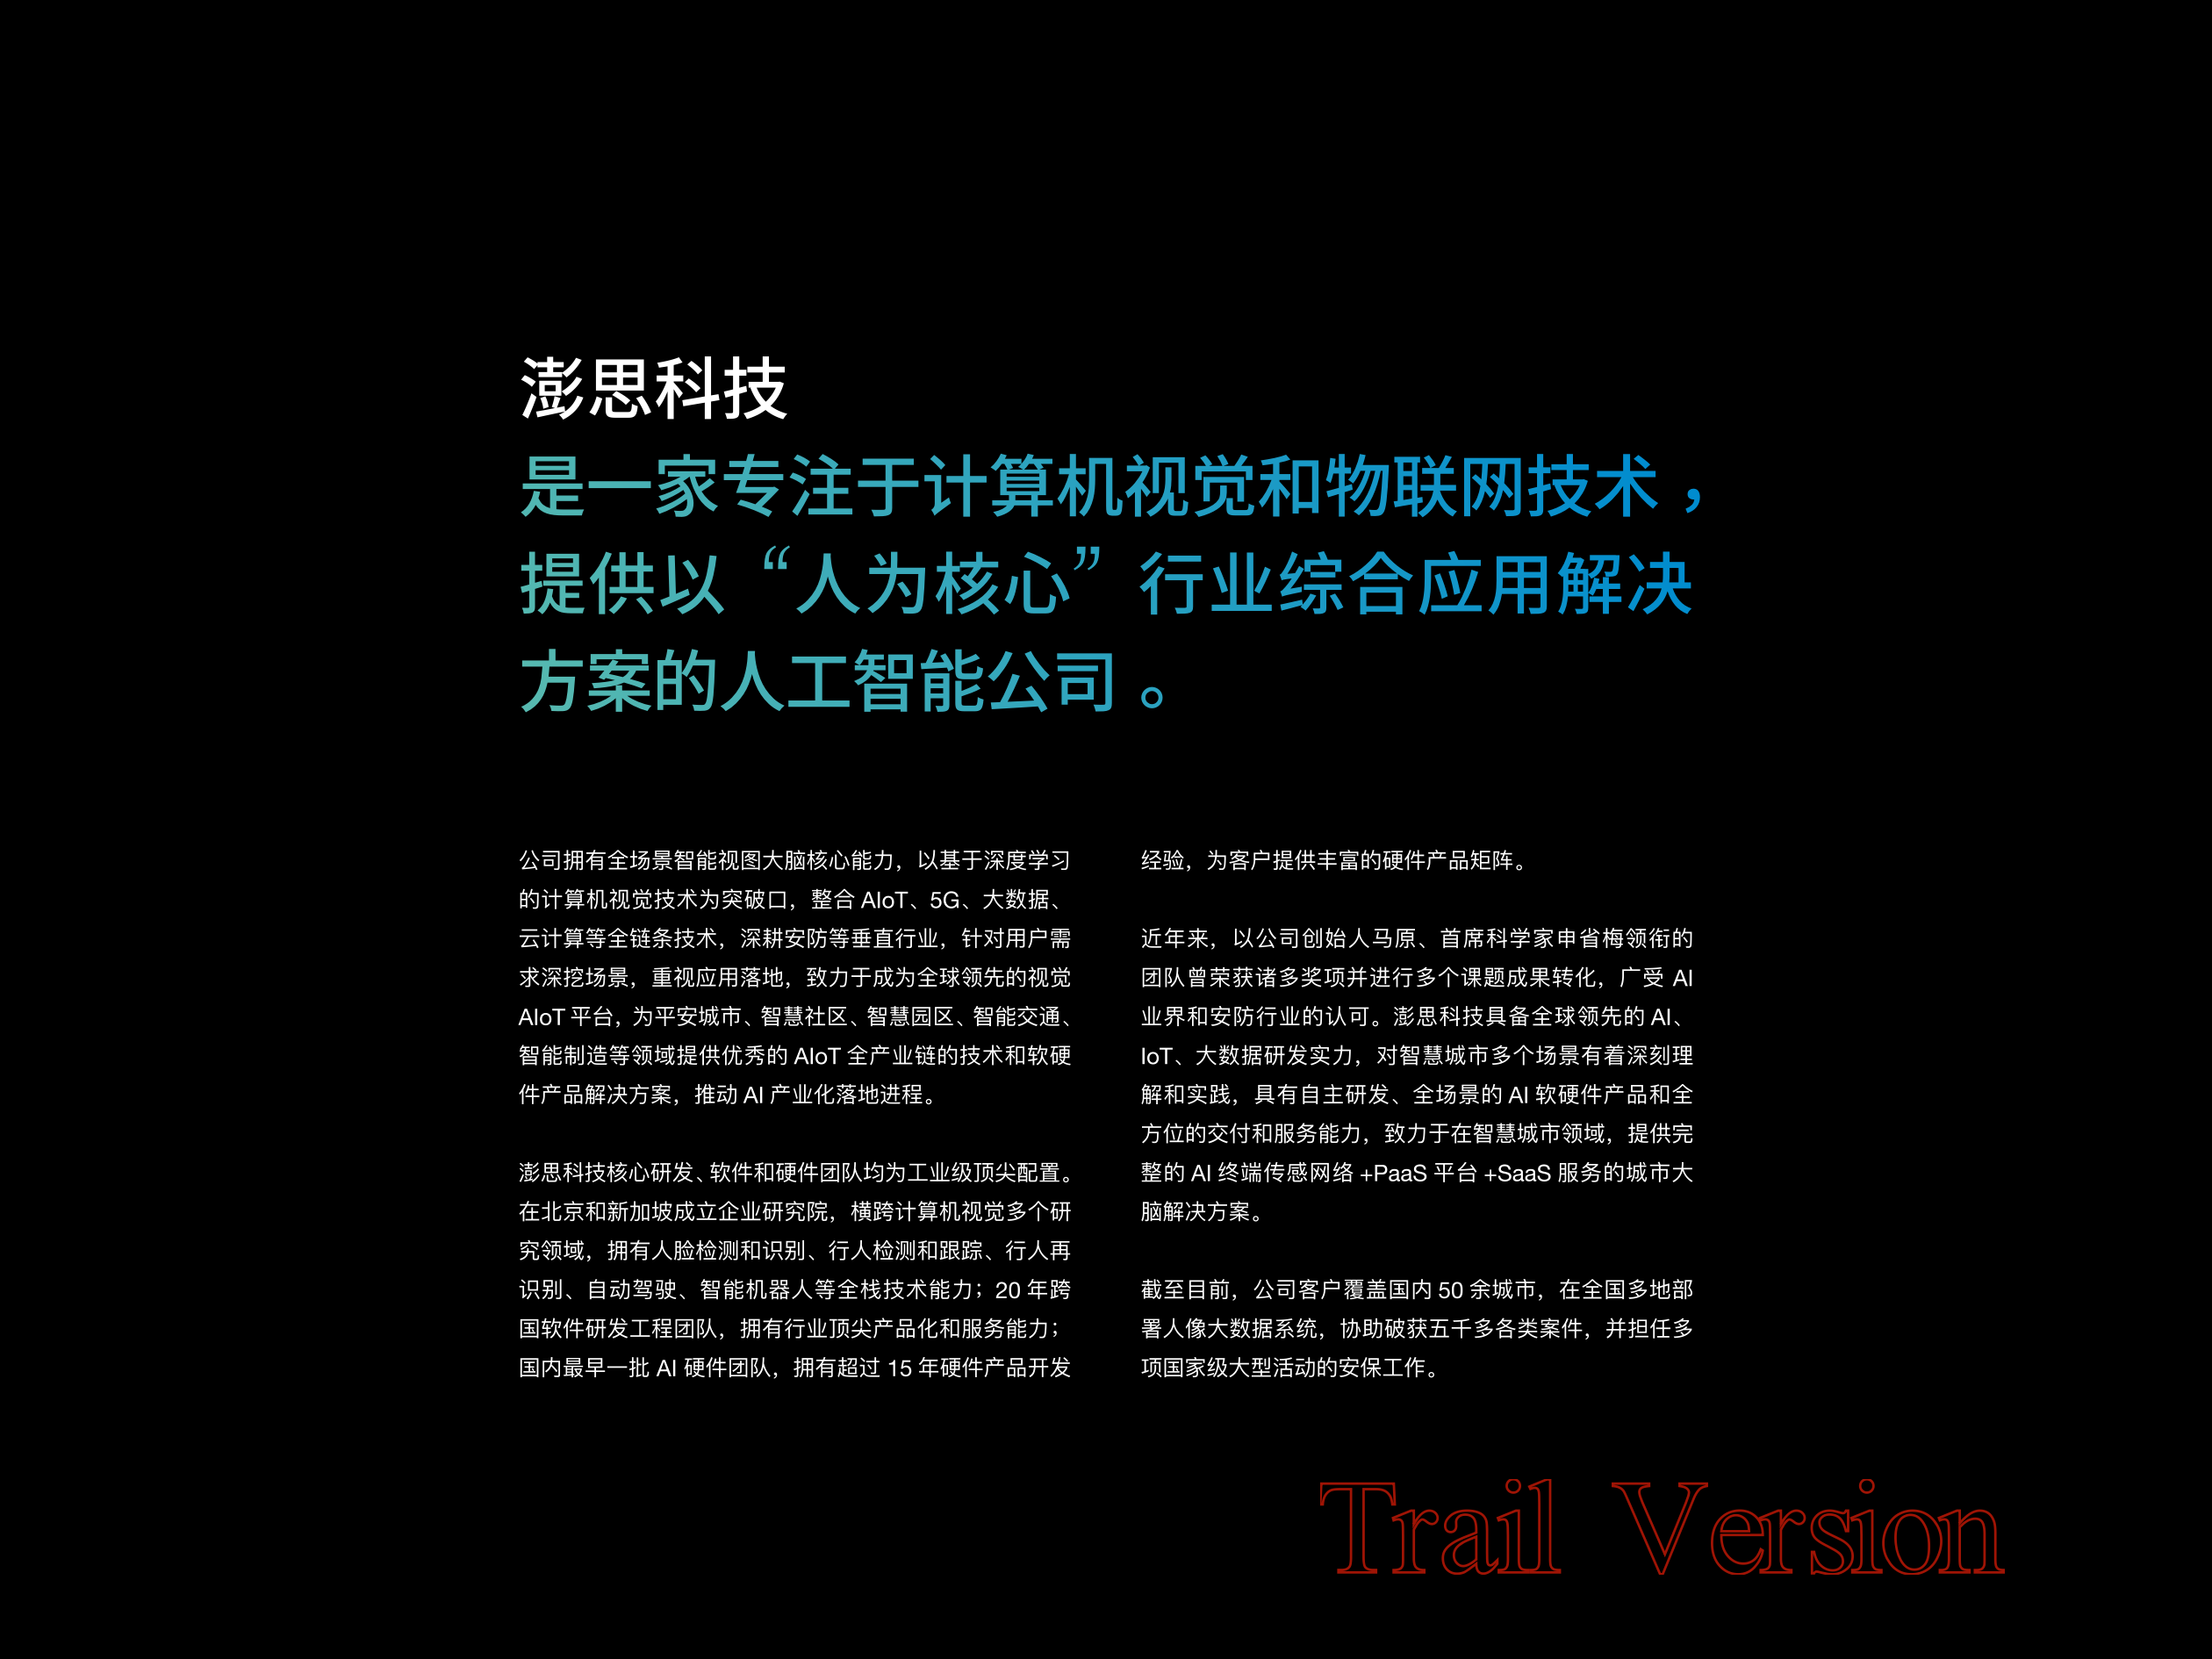 澎思科技
是一家专注于计算机视觉和物联网技术，
提供以“人为核心”行业综合应用解决
方案的人工智能公司。
公司拥有全场景智能视图大脑核心能力，以基于深度学习
的计算机视觉技术为突破口，整合 AIoT、5G、大数据、
云计算等全链条技术，深耕安防等垂直行业，针对用户需
求深挖场景，重视应用落地，致力于成为全球领先的视觉
AIoT 平台，为平安城市、智慧社区、智慧园区、智能交通、
智能制造等领域提供优秀的 AIoT 全产业链的技术和软硬
件产品解决方案，推动 AI 产业化落地进程。
澎思科技核心研发、软件和硬件团队均为工业级顶尖配置。
在北京和新加坡成立企业研究院，横跨计算机视觉多个研
究领域，拥有人脸检测和识别、行人检测和跟踪、行人再
识别、自动驾驶、智能机器人等全栈技术能力；20 年跨
国软件研发工程团队，拥有行业顶尖产品化和服务能力；
国内最早一批 AI 硬件团队，拥有超过 15 年硬件产品开发
经验，为客户提供丰富的硬件产品矩阵。
近年来，以公司创始人马原、首席科学家申省梅领衔的
团队曾荣获诸多奖项并进行多个课题成果转化，广受 AI
业界和安防行业的认可。澎思科技具备全球领先的 AI、
IoT、大数据研发实力，对智慧城市多个场景有着深刻理
解和实践，具有自主研发、全场景的 AI 软硬件产品和全
方位的交付和服务能力，致力于在智慧城市领域，提供完
整的 AI 终端传感网络 +PaaS 平台 +SaaS 服务的城市大
脑解决方案。
截至目前，公司客户覆盖国内 50 余城市，在全国多地部
署人像大数据系统，协助破获五千多各类案件，并担任多
项国家级大型活动的安保工作。
Trail Version